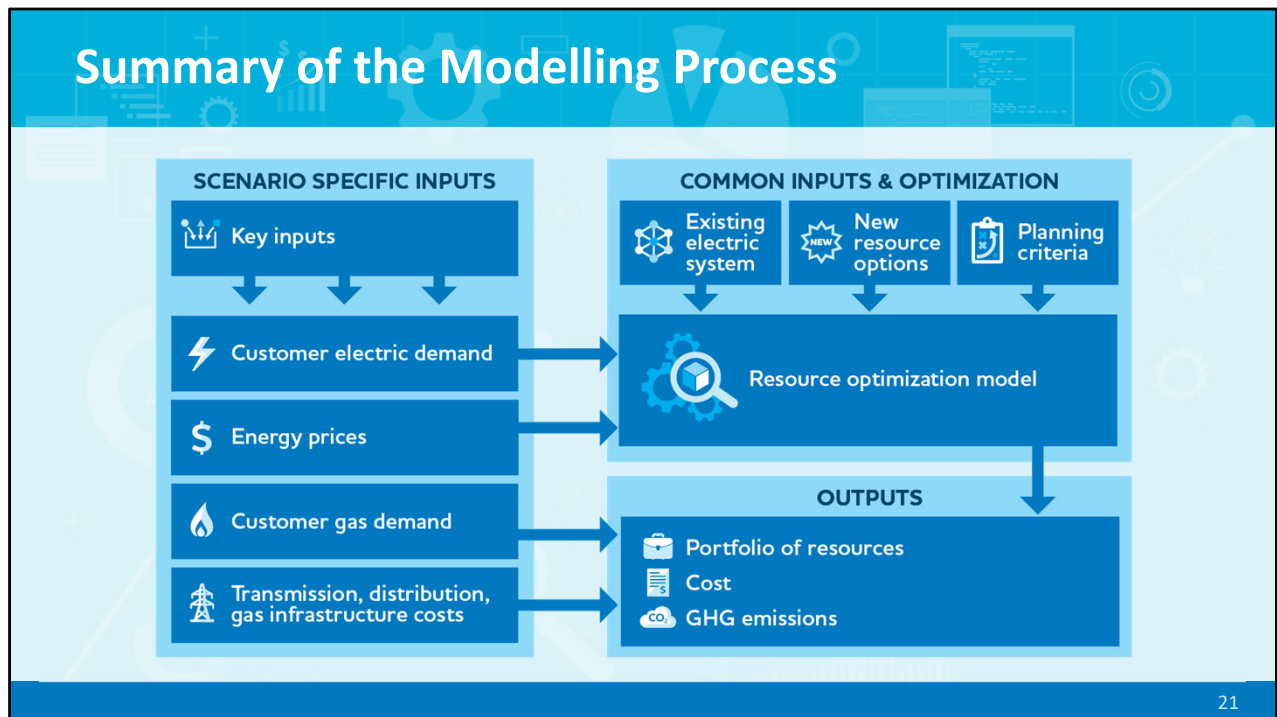 Summary of the Modelling Process
SCENARIO SPECIFIC INPUTS
Key inputs
Customer electric demand
$
Energy prices
Customer gas demand
Transmission, distribution,
gas infrastructure costs
COMMON INPUTS & OPTIMIZATION
Existing
electric
system
NEW
New
resource
options
Planning
criteria
Resource optimization model
OUTPUTS
Portfolio of resources
$
Cost
CO₂
GHG emissions
21